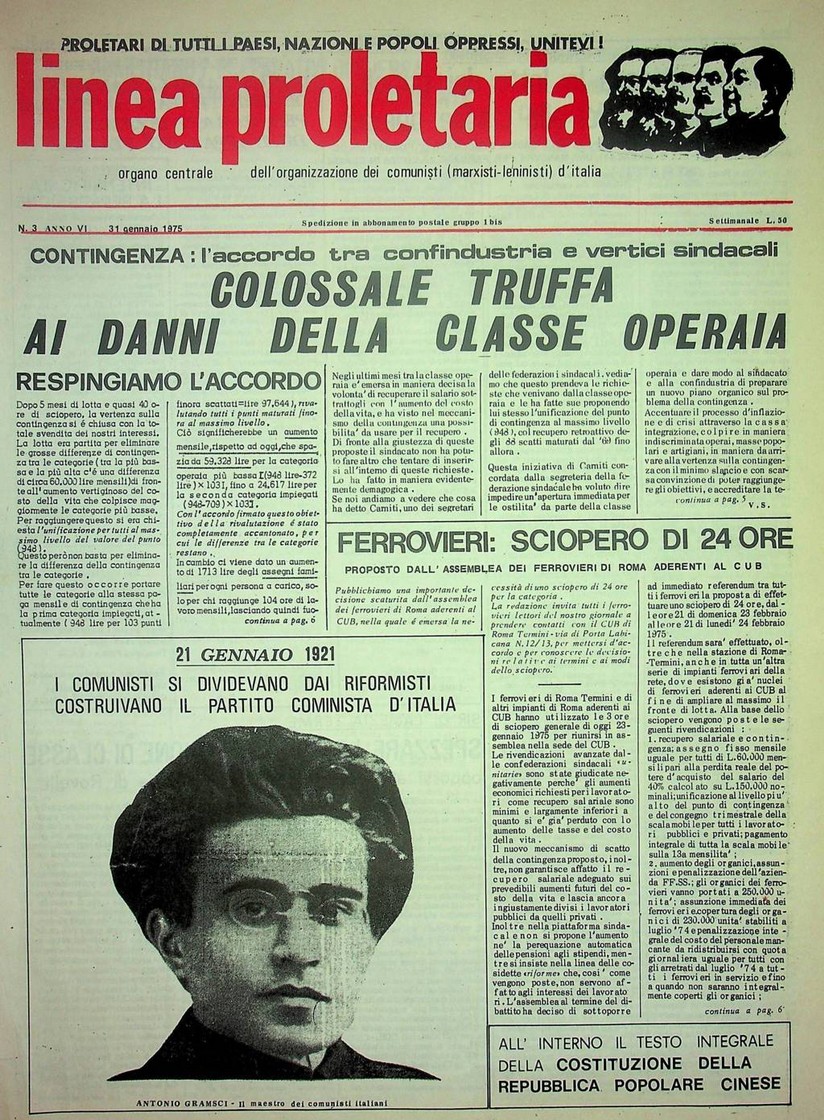 PROLETARI DI TUTTI I PAESI, NAZIONI E POPOLI OPPRESSI, UNITEVI !
linea proletaria
organo centrale dell'organizzazione dei comunisti (marxisti-leninisti) d'italia
N. 3 ANNO VI 31 gennaio 1975
Spedizione in abbonamento postale gruppo 1 bis
Settimanale L. 50
CONTINGENZA : l'accordo tra confindustria e vertici sindacali
COLOSSALE TRUFFA
AI DANNI DELLA CLASSE OPERAIA
RESPINGIAMO L'ACCORDO
Dopo 5 mesi di lotta e quasi 40 o-
re di sciopero, la vertenza sulla
contingenza si é chiusa con la to-
tale svendita dei nostri interessi.
La lotta era partita per eliminare
le grosse differenze di contingen-
za tra le categorie ( tra la più bas-
sa e la più alta c'é una differenza
di circa 60.000 lire mensili) di fron-
te all'aumento vertiginoso del co-
sto della vita che colpisce mag-
giormente le categorie più basse.
Per raggiungere questo si era chi-
esta l'unificazione per tutti al mas-
simo livello del valore del punto
(948).
Questo però non basta per elimina-
re la differenza della contingenza
tra le categorie .
Per fare questo occorre portare
tutte le categorie alla stessa pa-
ga mensile di contingenza che ha
la prima categoria impiegati, at-
tualmente ( 948 lire per 103 punti
finora scattati=lire 97,644), riva-
lutando tutti i punti maturati fino-
ra al massimo livello.
Ciò significherebbe un aumento
mensile, rispetto ad oggi, che spa-
zia da 59,328 lire per la categoria
operaia più bassa [(948 lire-372
lire) × 103], fino a 24,617 lire per
la seconda categoria impiegati
(948-709) × 103].
Con l'accordo firmato questo obiet-
tivo della rivalutazione é stato
completamente accantonato, per
cui le differenze tra le categorie
restano .
In cambio ci viene dato un aumen-
to di 1713 lire degli assegni fami-
liari per ogni persona a carico, so-
lo per chi raggiunge 104 ore di la-
voro mensili, lasciando quindi fuo-
continua a pag. 6
Negli ultimi mesi tra la classe ope-
raia c'è emersa in maniera decisa la
volonta' di recuperare il salario sot-
trattogli con l'aumento del costo
della vita, e ha visto nel meccani-
smo della contingenza una possi-
bilita' da usare per il recupero .
Di fronte alla giustezza di queste
proposte il sindacato non ha potu-
to fare altro che tentare di inserir-
si all'interno di queste richieste.
Lo ha fatto in maniera evidente-
mente demagogica .
Se noi andiamo a vedere che cosa
ha detto Camiti, uno dei segretari
delle federazioni sindacali, vedia-
mo che questo prendeva le richie-
ste che venivano dalla classe ope-
raia e le ha fatte sue proponendo
lui stesso l'unificazione del punto
di contingenza al massimo livello
(948), col recupero retroattivo de-
gli 88 scatti maturati dal '69 fino
allora .
Questa iniziativa di Camiti con-
cordata dalla segreteria della fe-
derazione sindacale ha voluto dire
impedire un'apertura immediata per
le ostilita' da parte della classe
operaia e dare modo al sindacato
e alla confindustria di preparare
un nuovo piano organico sul pro-
blema della contingenza .
Accentuare il processo d'inflazio-
ne e di crisi attraverso la cassa
integrazione, colpire in maniera
indiscriminata operai, masse popo-
lari e artigiani, in maniera da arri-
vare alla vertenza sulla contingen-
za con il minimo slancio e con scar-
sa convinzione di poter raggiunge-
re gli obiettivi, e accreditare la te-
continua a pag. 5
V. S.
FERROVIERI: SCIOPERO DI 24 ORE
PROPOSTO DALL' ASSEMBLEA DEI FERROVIERI DI ROMA ADERENTI AL CUB
Pubblichiamo una importante de-
cisione scaturita dall'assemblea
dei ferrovieri di Roma aderenti al
CUB, nella quale é emersa la ne-
cessità di uno sciopero di 24 ore
per la categoria .
La redazione invita tutti i ferro-
vieri lettori del nostro giornale a
prendere contatti con il CUB di
Roma Termini-via di Porta Labi-
cana N. 12/13, per mettersi d'ac-
cordo e per conoscere le decisio-
ni relative ai termini e ai modi
dello sciopero.
I ferrovieri di Roma Termini e di
altri impianti di Roma aderenti ai
CUB hanno utilizzato le 3 ore
di sciopero generale di oggi 23-
gennaio 1975 per riunirsi in as-
semblea nella sede del CUB .
Le rivendicazioni avanzate dal-
le confederazioni sindacali «u-
nitarie» sono state giudicate ne-
gativamente perche' gli aumenti
economici richiesti per i lavorato-
ri come recupero salariale sono
minimi e largamente inferiori a
quanto si e' gia' perduto con lo
aumento delle tasse e del costo
della vita .
Il nuovo meccanismo di scatto
della contingenza proposto, inol-
tre, non garantisce affatto il re-
cupero salariale adeguato sui
prevedibili aumenti futuri del co-
sto della vita e lascia ancora
ingiustamente divisi i lavoratori
pubblici da quelli privati .
Inoltre nella piattaforma sinda-
cale non si propone l'aumento
ne' la perequazione automatica
delle pensioni agli stipendi, men-
tre si insiste nella linea delle co-
sidette «riforme» che, cosi' come
vengono poste, non servono af-
fatto agli interessi dei lavorato
ri . L'assemblea al termine del di-
battito ha deciso di sottoporre
ad immediato referendum tra tut-
ti i ferrovieri la proposta di effet-
tuare uno sciopero di 24 ore, dal-
le ore 21 di domenica 23 febbraio
alle ore 21 di lunedi' 24 febbraio
1975 .
Il referendum sara' effettuato, ol-
tre che nella stazione di Roma-
-Termini, anche in tutta un'altra
serie di impianti ferroviari della
rete, dove esistono gia' nuclei
di ferrovieri aderenti ai CUB al
fine di ampliare al massimo il
fronte di lotta. Alla base dello
sciopero vengono poste le se-
guenti rivendicazioni :
1. recupero salariale e contin-
genza; assegno fisso mensile
uguale per tutti di L.60.000 men-
sili pari alla perdita reale del po-
tere d'acquisto del salario del
40% calcolato su L.150.000 no-
minali; unificazione al livello piu'
alto del punto di contingenza
e del congegno trimestrale della
scala mobile per tutti i lavorato-
ri pubblici e privati; pagamento
integrale di tutta la scala mobile
sulla 13a mensilita' ;
2. aumento degli organici, assun-
zioni e penalizzazione dell'azien-
da FF.SS.; gli organici dei ferro-
vieri vanno portati a 250.000 u-
nita' ; assunzione immediata dei
ferrovieri e copertura degli orga-
nici di 230.000 unita' stabiliti a
luglio '74 e penalizzazione inte-
grale del costo del personale man-
cante da ridistribuirsi con quota
giornaliera uguale per tutti con
gli arretrati dal luglio '74 a tut-
ti i ferrovieri in servizio e fino
a quando non saranno integral-
mente coperti gli organici ;
continua a pag. 6
21 GENNAIO 1921
I COMUNISTI SI DIVIDEVANO DAI RIFORMISTI
COSTRUIVANO IL PARTITO COMINISTA D'ITALIA
ANTONIO GRAMSCI - Il maestro dei comunisti italiani
ALL' INTERNO IL TESTO INTEGRALE
DELLA COSTITUZIONE DELLA
REPUBBLICA POPOLARE CINESE